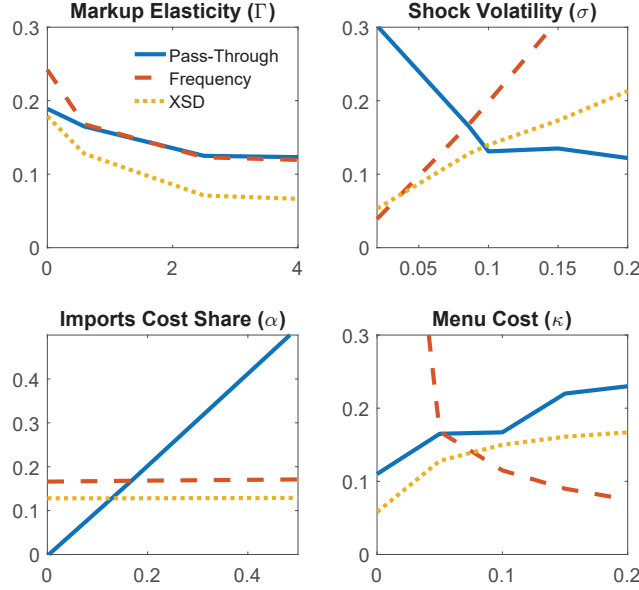 Markup Elasticity (Γ)
0.3
0.2
0.1
0
0 2 4
Pass-Through
Frequency
XSD
Shock Volatility (σ)
0.3
0.2
0.1
0
0.05 0.1 0.15 0.2
Imports Cost Share (α)
0.4
0.3
0.2
0.1
0
0 0.2 0.4
Menu Cost (κ)
0.3
0.2
0.1
0
0 0.1 0.2